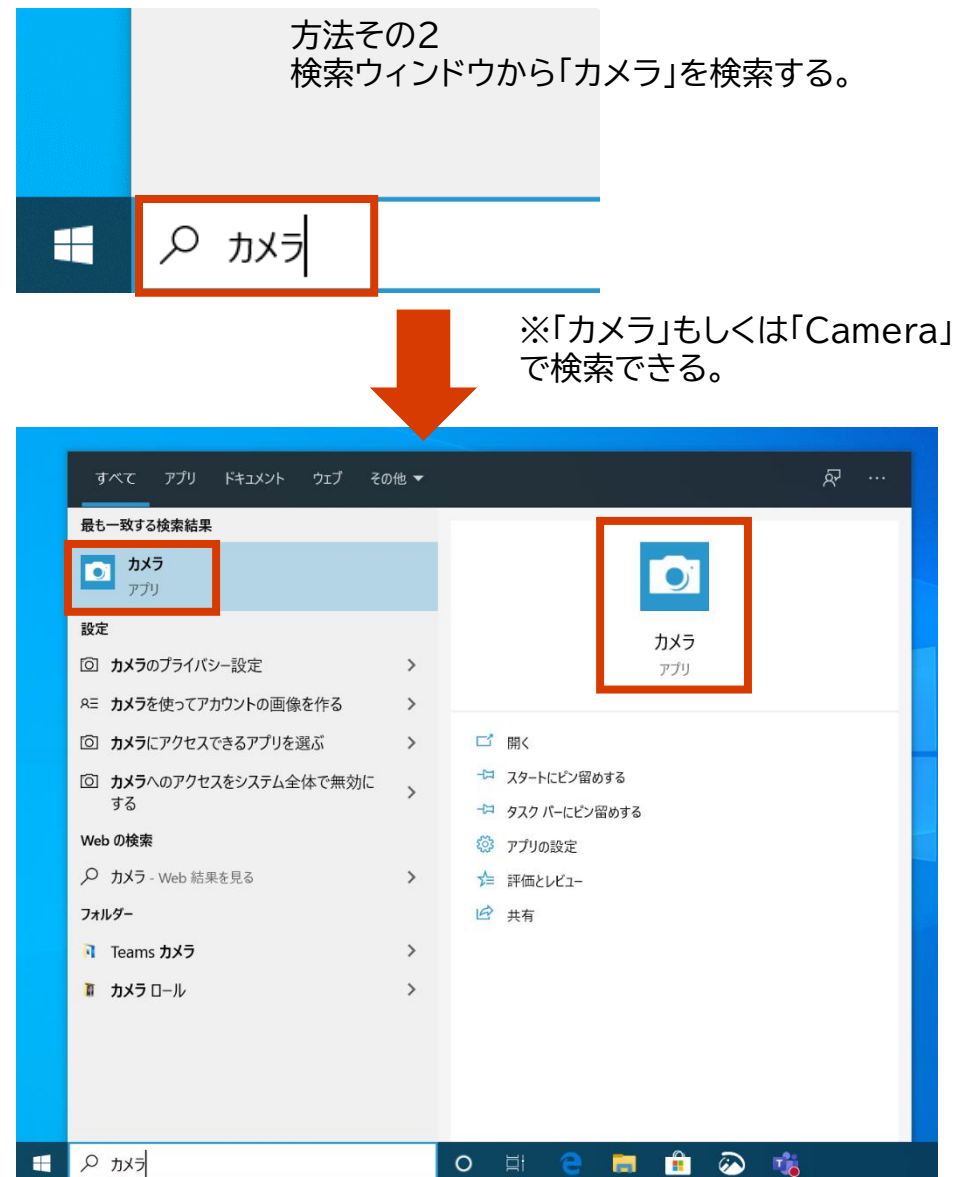 方法その2
検索ウィンドウから「カメラ」を検索する。
カメラ
※「カメラ」もしくは「Camera」
で検索できる。
すべて アプリ ドキュメント ウェブ その他
最も一致する検索結果
カメラ
アプリ
設定
カメラのプライバシー設定
カメラを使ってアカウントの画像を作る
カメラにアクセスできるアプリを選ぶ
カメラへのアクセスをシステム全体で無効に
する
Web の検索
カメラ - Web 結果を見る
フォルダー
Teams カメラ
カメラ ロール
カメラ
アプリ
開く
スタートにピン留めする
タスク バーにピン留めする
アプリの設定
評価とレビュー
共有
カメラ